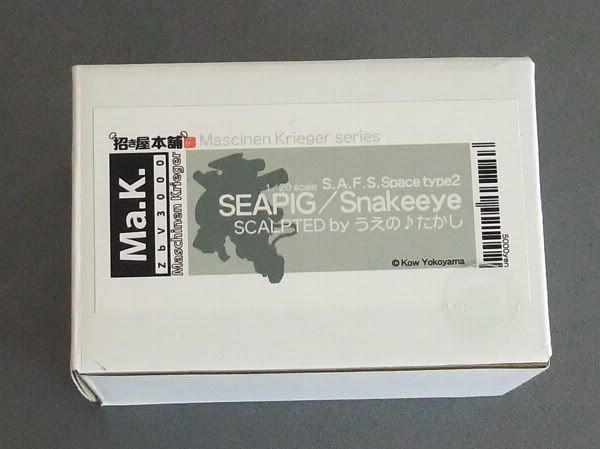 招き屋本舗
Mascinen Krieger series
Ma.K.
ZbV3000
Maschinen Krieger
1/20 scale S.A.F.S. Space type2
SEAPIG/Snakeeye
SCALPTED by うえの♪たかし
© Kow Yokoyama
5000yen